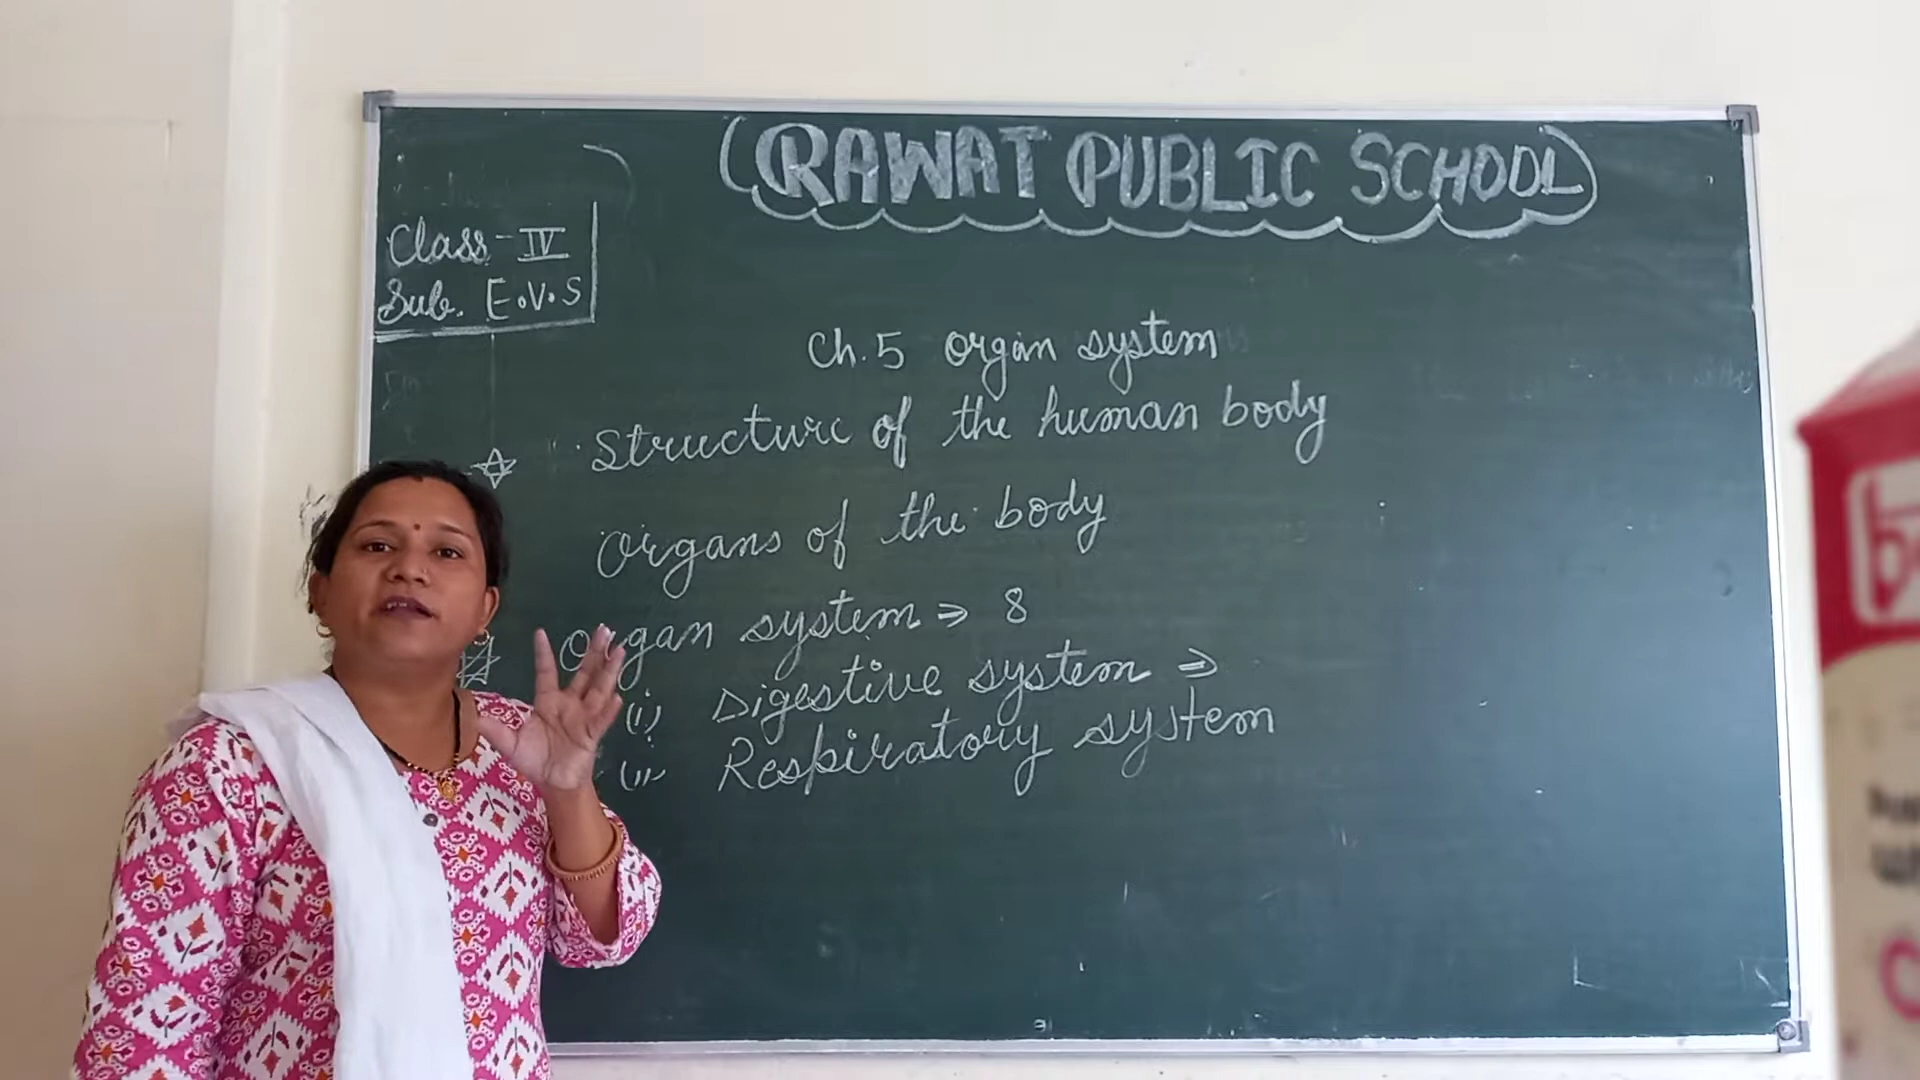 RAWAT PUBLIC SCHOOL
Class - IV
Sub. E.V.S
Ch. 5 Organ system
Structure of the human body
Organs of the body
Organ system ⇒ 8
(i) Digestive system ⇒
(ii) Respiratory system